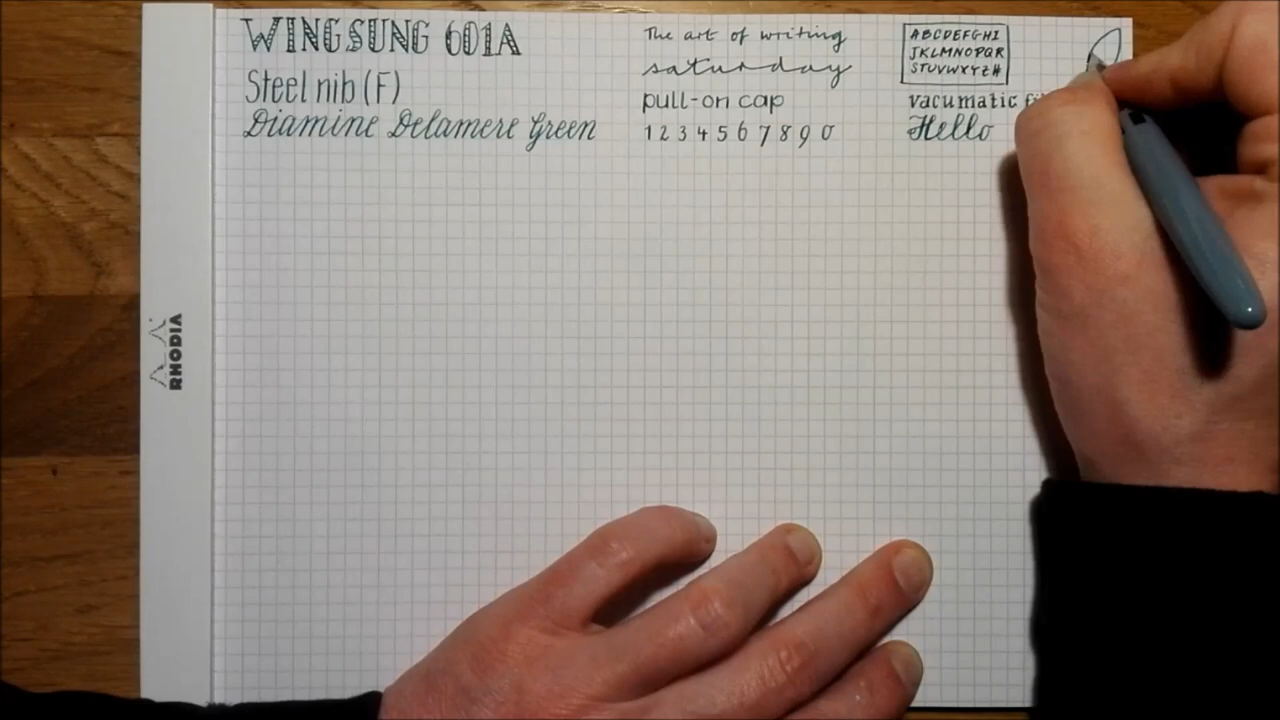 WINGSUNG 601A
Steel nib (F)
Diamine Delamere Green
The art of writing
saturday
pull-on cap
1 2 3 4 5 6 7 8 9 0
ABCDEFGHI
JKLMNOPQR
STUVWXYZ#
vacumatic
Hello
RHODIA